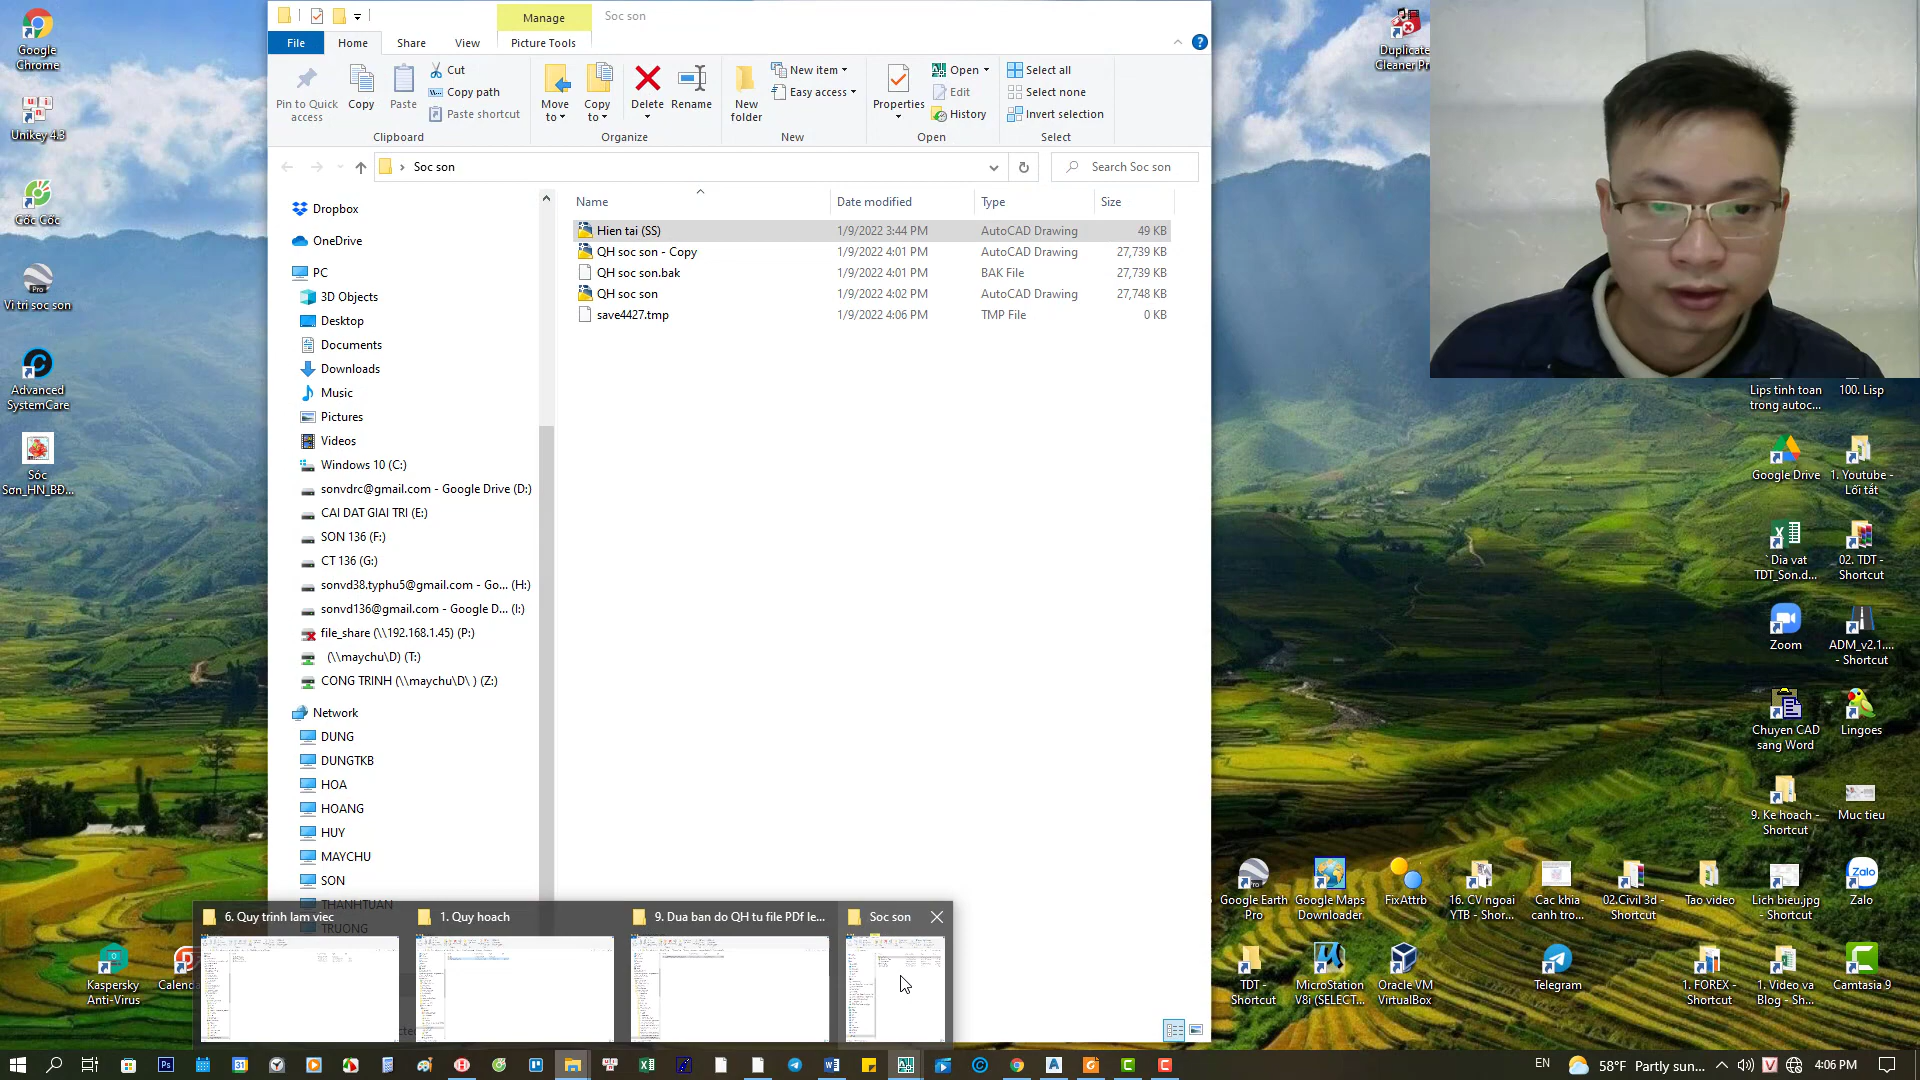 Manage
Soc son
File
Home
Share
View
Picture Tools
Pin to Quick access
Copy
Paste
Cut
Copy path
Paste shortcut
Clipboard
Move to
Copy to
Delete
Rename
Organize
New folder
New item
Easy access
New
Properties
Open
Edit
History
Open
Select all
Select none
Invert selection
Select
Soc son
Search Soc son
Name
Date modified
Type
Size
Hien tai (SS) 1/9/2022 3:44 PM AutoCAD Drawing 49 KB
QH soc son - Copy 1/9/2022 4:01 PM AutoCAD Drawing 27,739 KB
QH soc son.bak 1/9/2022 4:01 PM BAK File 27,739 KB
QH soc son 1/9/2022 4:02 PM AutoCAD Drawing 27,748 KB
save4427.tmp 1/9/2022 4:06 PM TMP File 0 KB
Dropbox
OneDrive
PC
3D Objects
Desktop
Documents
Downloads
Music
Pictures
Videos
Windows 10 (C:)
sonvdrc@gmail.com - Google Drive (D:)
CAI DAT GIAI TRI (E:)
SON 136 (F:)
CT 136 (G:)
sonvd38.typhu5@gmail.com - Go... (H:)
sonvd136@gmail.com - Google D... (I:)
file_share (\\192.168.1.45) (P:)
(\\maychu\D) (T:)
CONG TRINH (\\maychu\D\ ) (Z:)
Network
DUNG
DUNGTKB
HOA
HOANG
HUY
MAYCHU
SON
THANHTUAN
TRUONG
6. Quy trinh lam viec
1. Quy hoach
9. Dua ban do QH tu file PDf le...
Soc son
Google Chrome
Unikey 4.3
Cốc Cốc
Vi tri soc son
Advanced SystemCare
Sóc Sơn_HN_BĐ...
Kaspersky Anti-Virus
Calend
Duplicate Cleaner Pr
Lips tinh toan trong autoc...
100. Lisp
Google Drive
1. Youtube - Lối tắt
`Dia vat TDT_Son.d...
02. TDT - Shortcut
Zoom
ADM_v2.1.... - Shortcut
Chuyen CAD sang Word
Lingoes
9. Ke hoach - Shortcut
Muc tieu
Google Earth Pro
Google Maps Downloader
FixAttrb
16. CV ngoai YTB - Shor...
Cac khia canh tro...
02.Civil 3d - Shortcut
Tao video
Lich bieu.jpg - Shortcut
Zalo
TDT - Shortcut
MicroStation V8i (SELECT...
Oracle VM VirtualBox
Telegram
1. FOREX - Shortcut
1. Video va Blog - Sh...
Camtasia 9
EN
58°F Partly sun...
4:06 PM